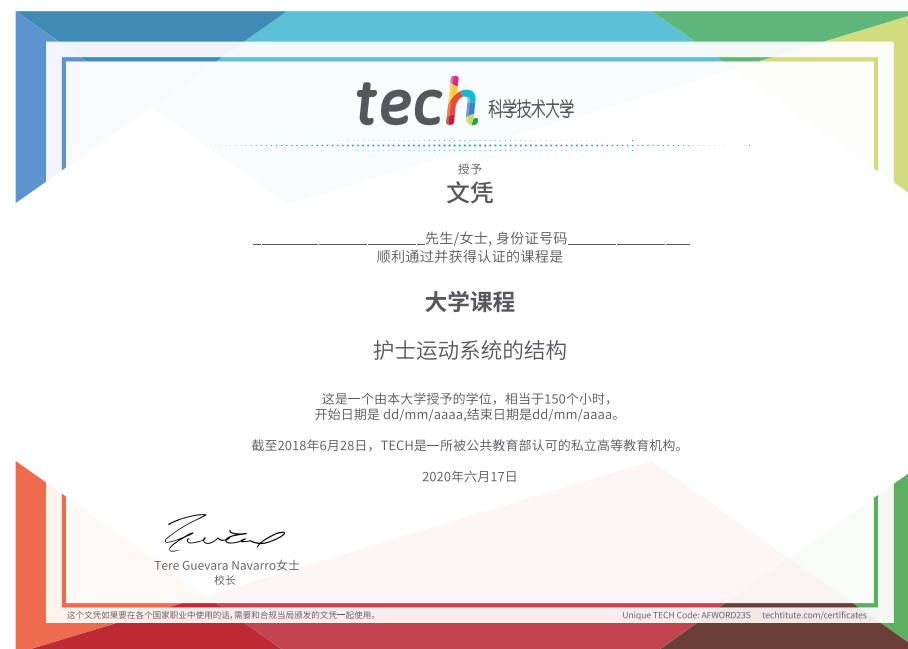 tech 科学技术大学
授予
文凭
_____________________先生/女士, 身份证号码_______________
顺利通过并获得认证的课程是
大学课程
护士运动系统的结构
这是一个由本大学授予的学位，相当于150个小时，
开始日期是 dd/mm/aaaa,结束日期是dd/mm/aaaa。
截至2018年6月28日，TECH是一所被公共教育部认可的私立高等教育机构。
2020年六月17日
Tere Guevara Navarro女士
校长
这个文凭如果要在各个国家职业中使用的话,需要和合规当局颁发的文凭一起使用。
Unique TECH Code: AFWORD23S techtitute.com/certificates